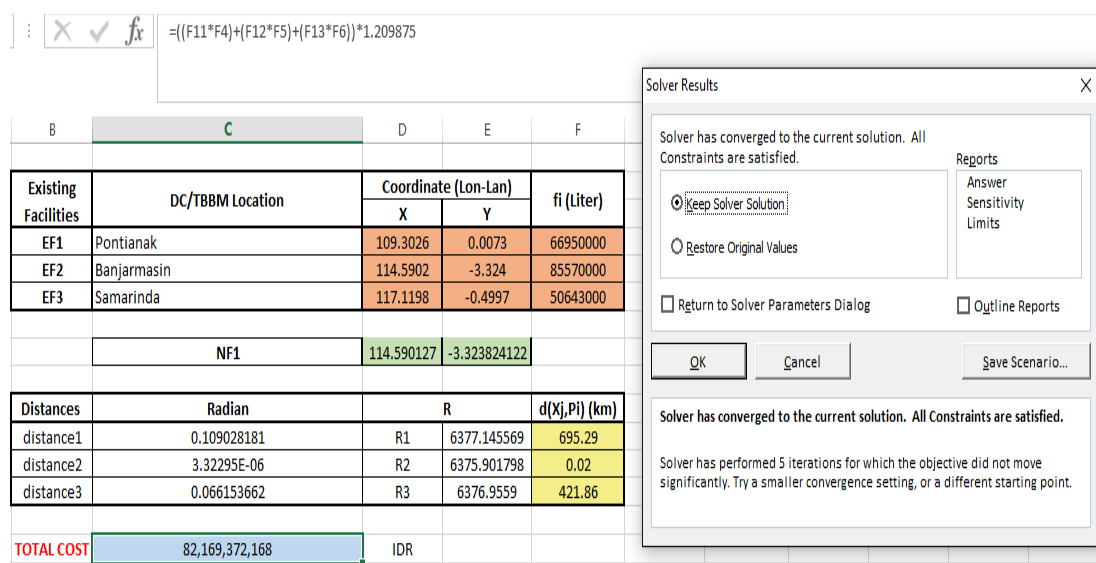 fx =((F11*F4)+(F12*F5)+(F13*F6))*1.209875
B C D E F
Existing Facilities DC/TBBM Location Coordinate (Lon-Lan) fi (Liter)
X Y
EF1 Pontianak 109.3026 0.0073 66950000
EF2 Banjarmasin 114.5902 -3.324 85570000
EF3 Samarinda 117.1198 -0.4997 50643000
NF1 114.590127 -3.323824122
Distances Radian R d(Xj,Pi) (km)
distance1 0.109028181 R1 6377.145569 695.29
distance2 3.32295E-06 R2 6375.901798 0.02
distance3 0.066153662 R3 6376.9559 421.86
TOTAL COST 82,169,372,168 IDR
Solver Results
Solver has converged to the current solution. All
Constraints are satisfied.
Reports
Answer
Sensitivity
Limits
Keep Solver Solution
Restore Original Values
Return to Solver Parameters Dialog
Outline Reports
OK
Cancel
Save Scenario...
Solver has converged to the current solution. All Constraints are satisfied.
Solver has performed 5 iterations for which the objective did not move
significantly. Try a smaller convergence setting, or a different starting point.